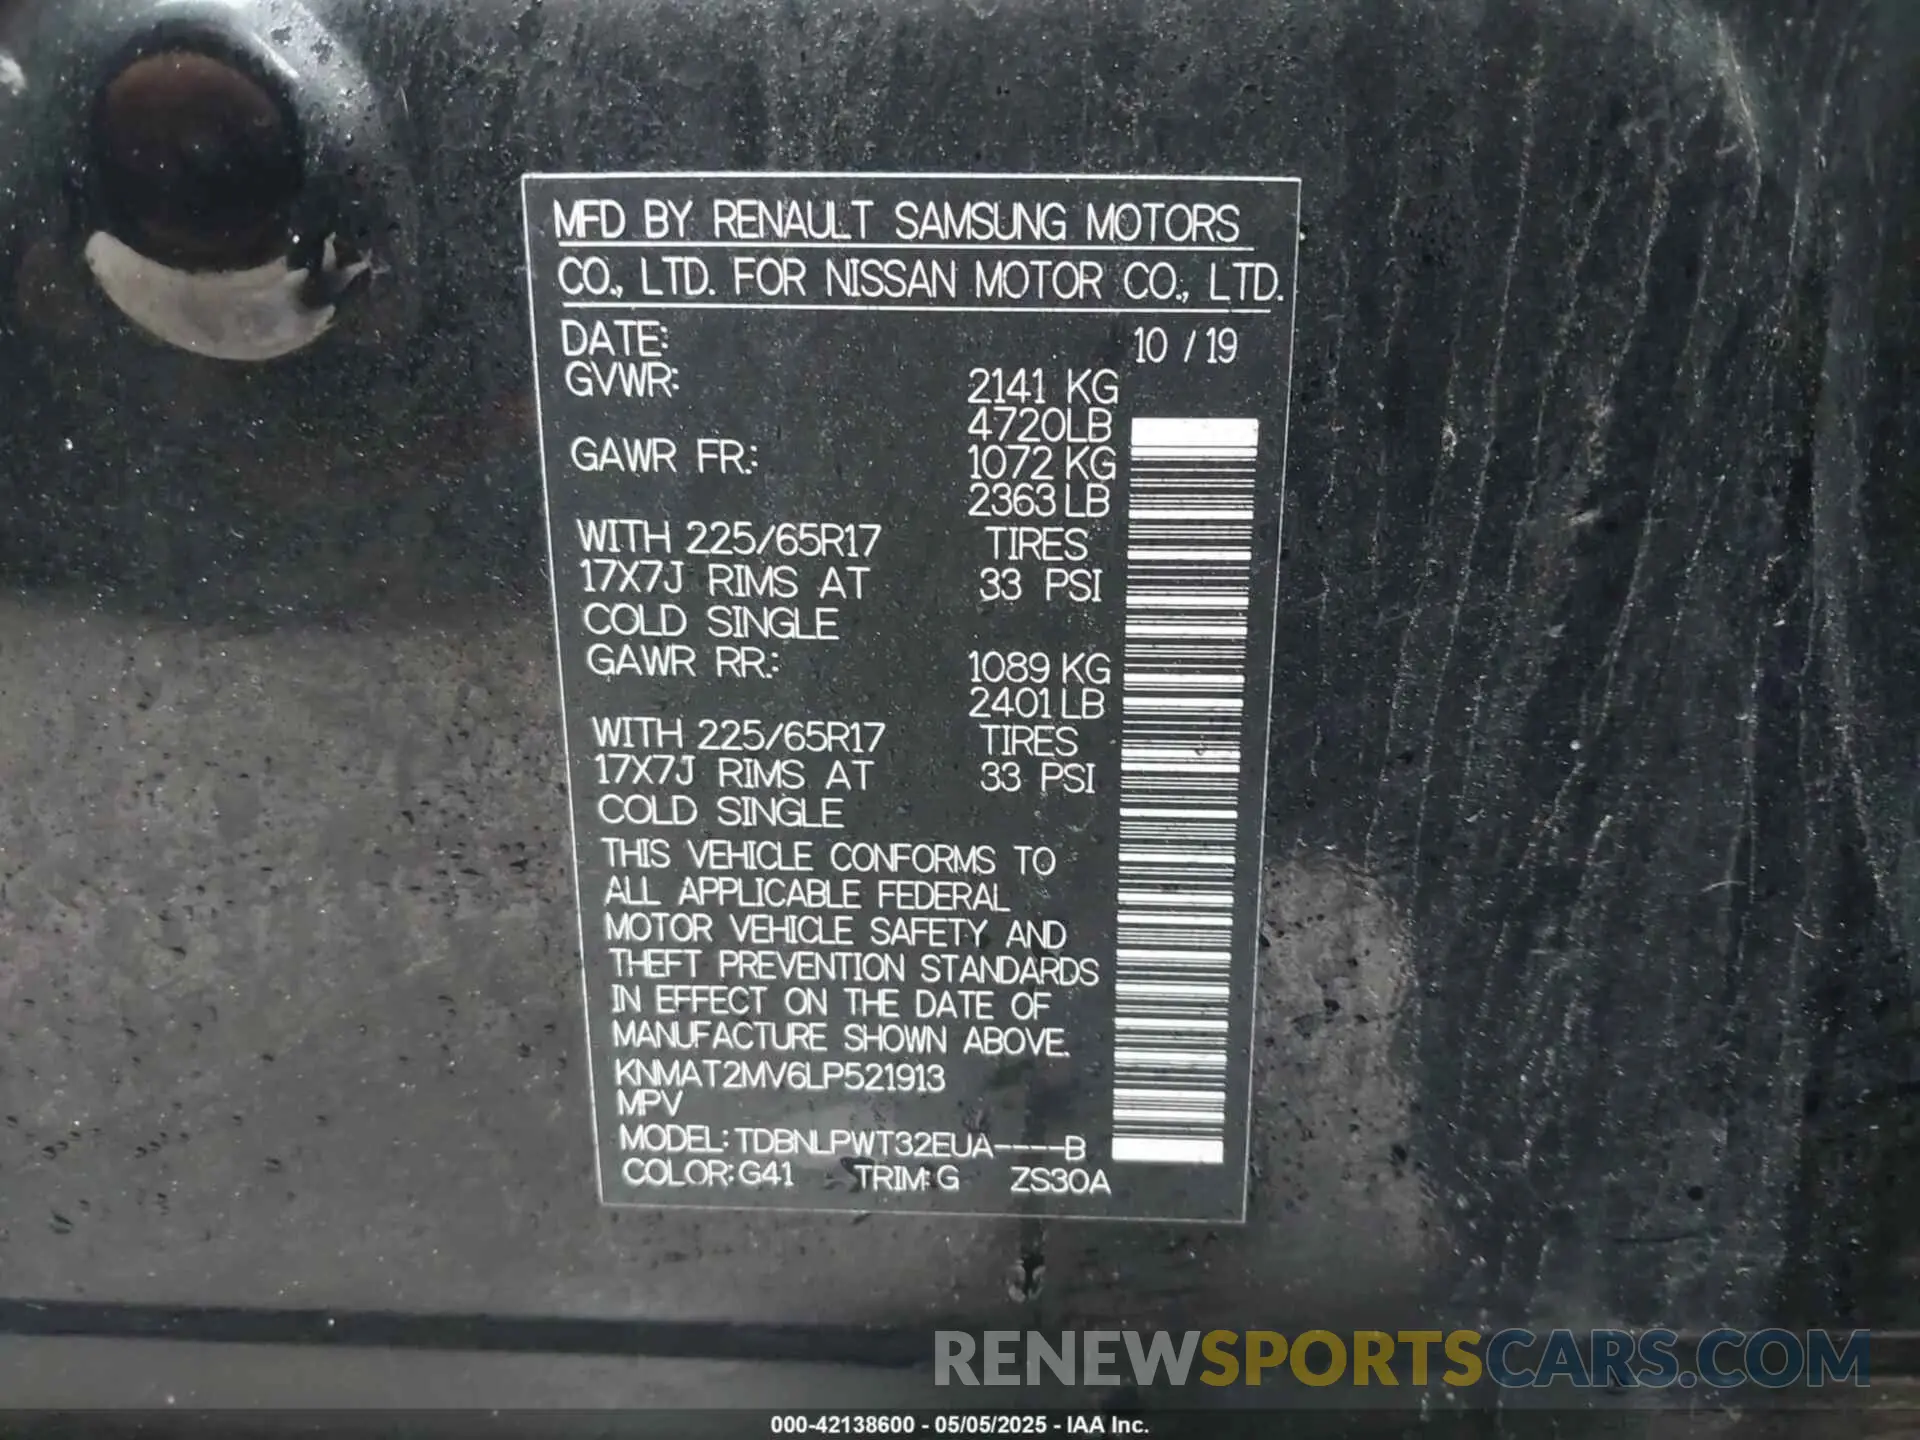 MFD BY RENAULT SAMSUNG MOTORS
CO., LTD. FOR NISSAN MOTOR CO., LTD.
DATE: 10 / 19
GVWR: 2141 KG
4720LB
GAWR FR.: 1072 KG
2363 LB
WITH 225/65R17 TIRES
17X7J RIMS AT 33 PSI
COLD SINGLE
GAWR RR.: 1089 KG
2401 LB
WITH 225/65R17 TIRES
17X7J RIMS AT 33 PSI
COLD SINGLE
THIS VEHICLE CONFORMS TO
ALL APPLICABLE FEDERAL
MOTOR VEHICLE SAFETY AND
THEFT PREVENTION STANDARDS
IN EFFECT ON THE DATE OF
MANUFACTURE SHOWN ABOVE.
KNMAT2MV6LP521913
MPV
MODEL: TDBNLPWT32EUA----B
COLOR: G41 TRIM: G ZS30A
RENEWSPORTSCARS.COM
000-42138600 - 05/05/2025 - IAA Inc.